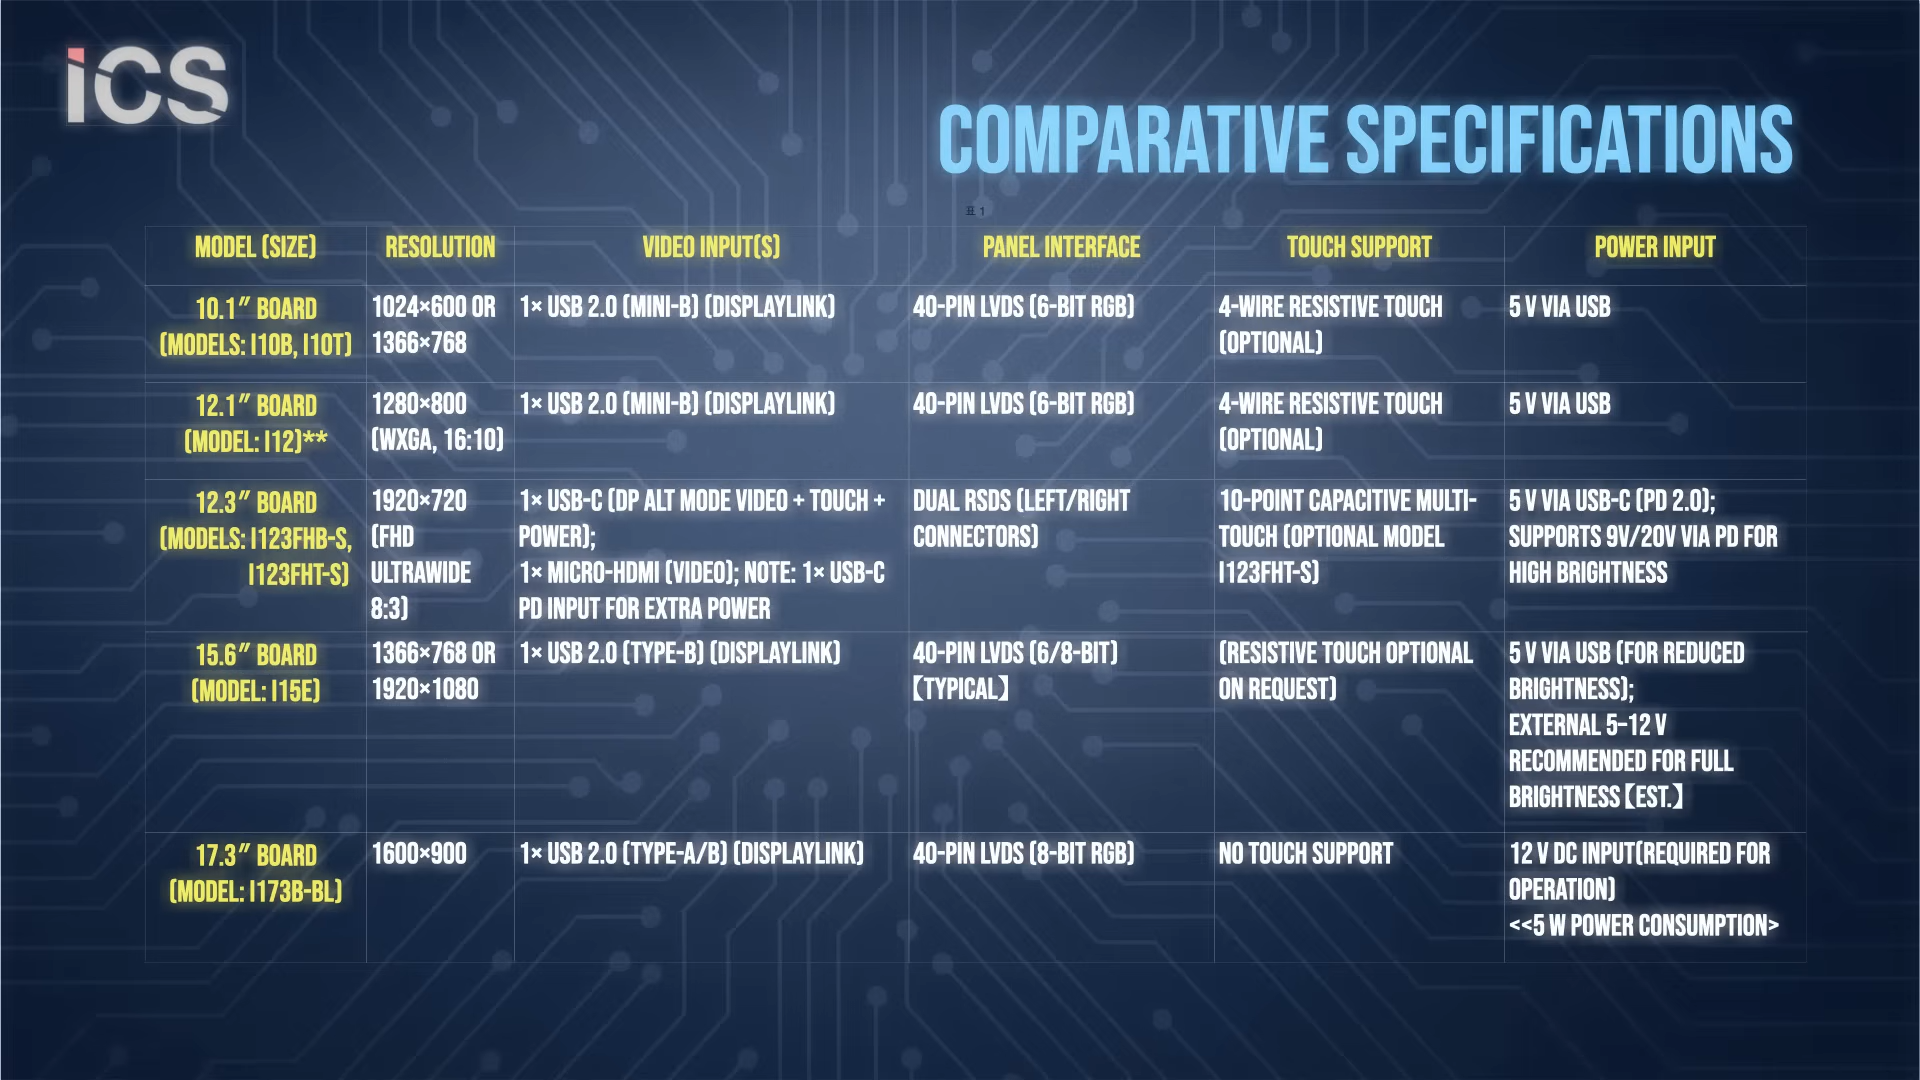 iCS
COMPARATIVE SPECIFICATIONS
표 1
MODEL (SIZE)
RESOLUTION
VIDEO INPUT(S)
PANEL INTERFACE
TOUCH SUPPORT
POWER INPUT
10.1″ BOARD
(MODELS: I10B, I10T)
1024×600 OR
1366×768
1× USB 2.0 (MINI-B) (DISPLAYLINK)
40-PIN LVDS (6-BIT RGB)
4-WIRE RESISTIVE TOUCH
(OPTIONAL)
5 V VIA USB
12.1″ BOARD
(MODEL: I12)**
1280×800
(WXGA, 16:10)
1× USB 2.0 (MINI-B) (DISPLAYLINK)
40-PIN LVDS (6-BIT RGB)
4-WIRE RESISTIVE TOUCH
(OPTIONAL)
5 V VIA USB
12.3″ BOARD
(MODELS: I123FHB-S,
I123FHT-S)
1920×720
(FHD
ULTRAWIDE
8:3)
1× USB-C (DP ALT MODE VIDEO + TOUCH +
POWER);
1× MICRO-HDMI (VIDEO); NOTE: 1× USB-C
PD INPUT FOR EXTRA POWER
DUAL RSDS (LEFT/RIGHT
CONNECTORS)
10-POINT CAPACITIVE MULTI-
TOUCH (OPTIONAL MODEL
I123FHT-S)
5 V VIA USB-C (PD 2.0);
SUPPORTS 9V/20V VIA PD FOR
HIGH BRIGHTNESS
15.6″ BOARD
(MODEL: I15E)
1366×768 OR
1920×1080
1× USB 2.0 (TYPE-B) (DISPLAYLINK)
40-PIN LVDS (6/8-BIT)
【TYPICAL】
(RESISTIVE TOUCH OPTIONAL
ON REQUEST)
5 V VIA USB (FOR REDUCED
BRIGHTNESS);
EXTERNAL 5–12 V
RECOMMENDED FOR FULL
BRIGHTNESS【EST.】
17.3″ BOARD
(MODEL: I173B-BL)
1600×900
1× USB 2.0 (TYPE-A/B) (DISPLAYLINK)
40-PIN LVDS (8-BIT RGB)
NO TOUCH SUPPORT
12 V DC INPUT(REQUIRED FOR
OPERATION)
<<5 W POWER CONSUMPTION>